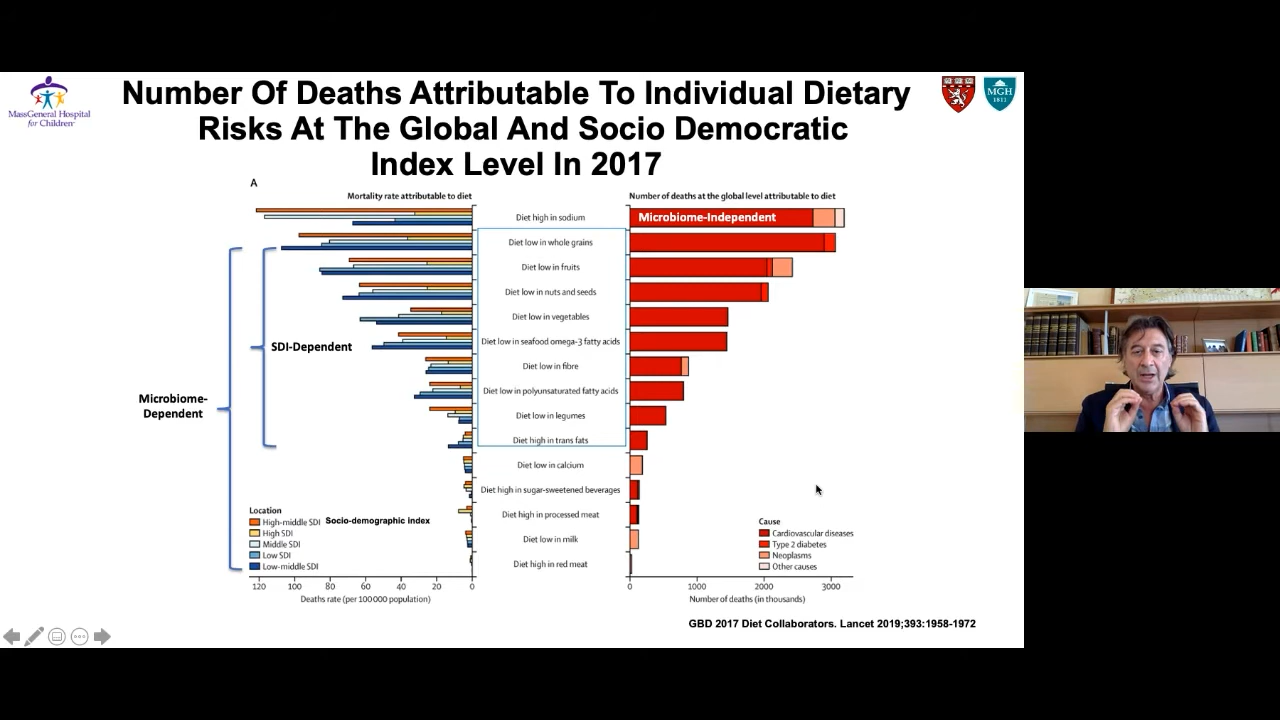 MassGeneral Hospital
for Children
Number Of Deaths Attributable To Individual Dietary
Risks At The Global And Socio Democratic
Index Level In 2017
MGH
1811
A
Mortality rate attributable to diet
Number of deaths at the global level attributable to diet
Diet high in sodium
Microbiome-Independent
Diet low in whole grains
Diet low in fruits
Diet low in nuts and seeds
Diet low in vegetables
Diet low in seafood omega-3 fatty acids
Diet low in fibre
Diet low in polyunsaturated fatty acids
Diet low in legumes
Diet high in trans fats
Diet low in calcium
Diet high in sugar-sweetened beverages
Diet high in processed meat
Diet low in milk
Diet high in red meat
SDI-Dependent
Microbiome-
Dependent
Location
High-middle SDI
Socio-demographic index
High SDI
Middle SDI
Low SDI
Low-middle SDI
Cause
Cardiovascular diseases
Type 2 diabetes
Neoplasms
Other causes
120 100 80 60 40 20 0
Deaths rate (per 100 000 population)
0 1000 2000 3000
Number of deaths (in thousands)
GBD 2017 Diet Collaborators. Lancet 2019;393:1958-1972